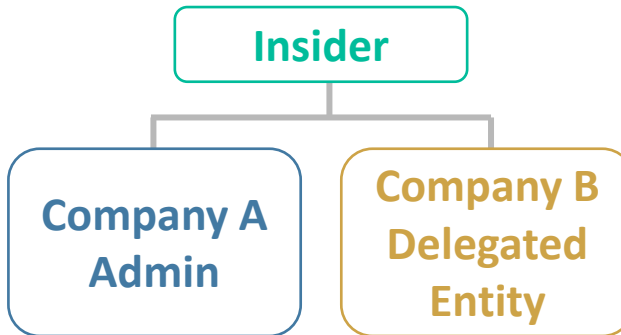 Insider
Company A
Admin
Company B
Delegated
Entity